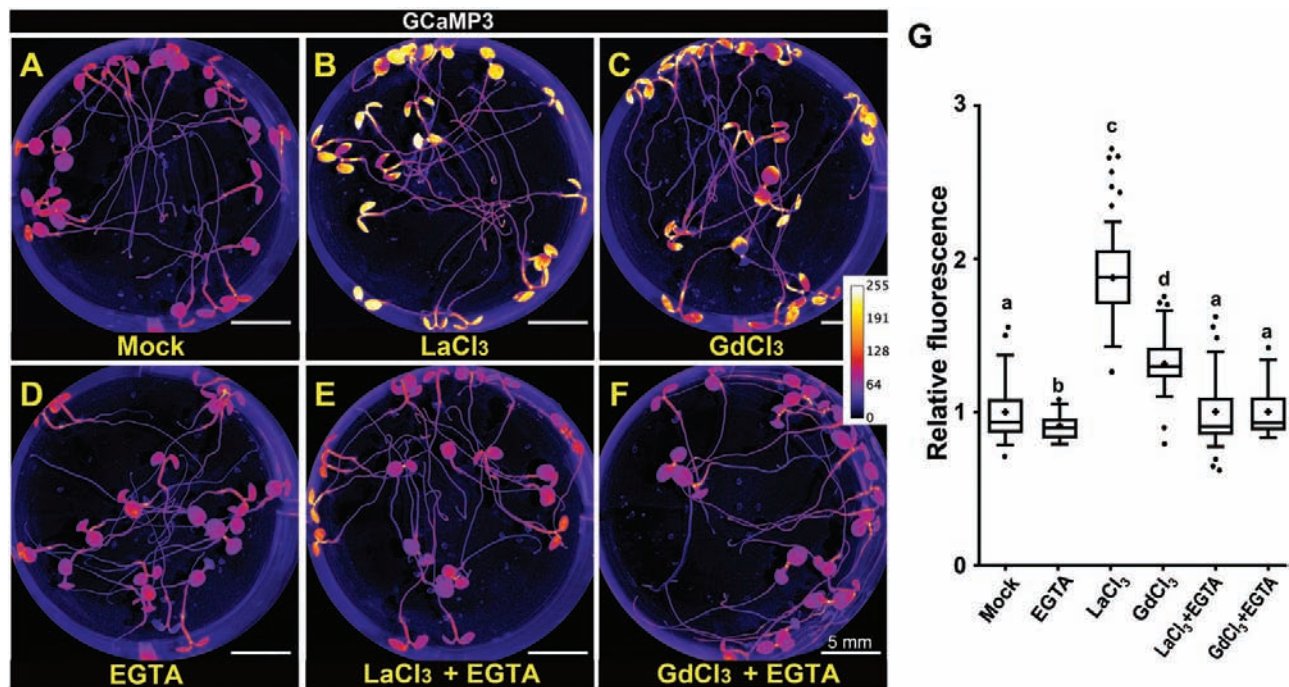 GCaMP3
A
B
C
Mock
LaCl3
GdCl3
255
191
128
64
0
D
E
F
5 mm
EGTA
LaCl3 + EGTA
GdCl3 + EGTA
G
Relative fluorescence
3
2
1
0
a
b
c
d
a
a
Mock
EGTA
LaCl3
GdCl3
LaCl3+EGTA
GdCl3+EGTA